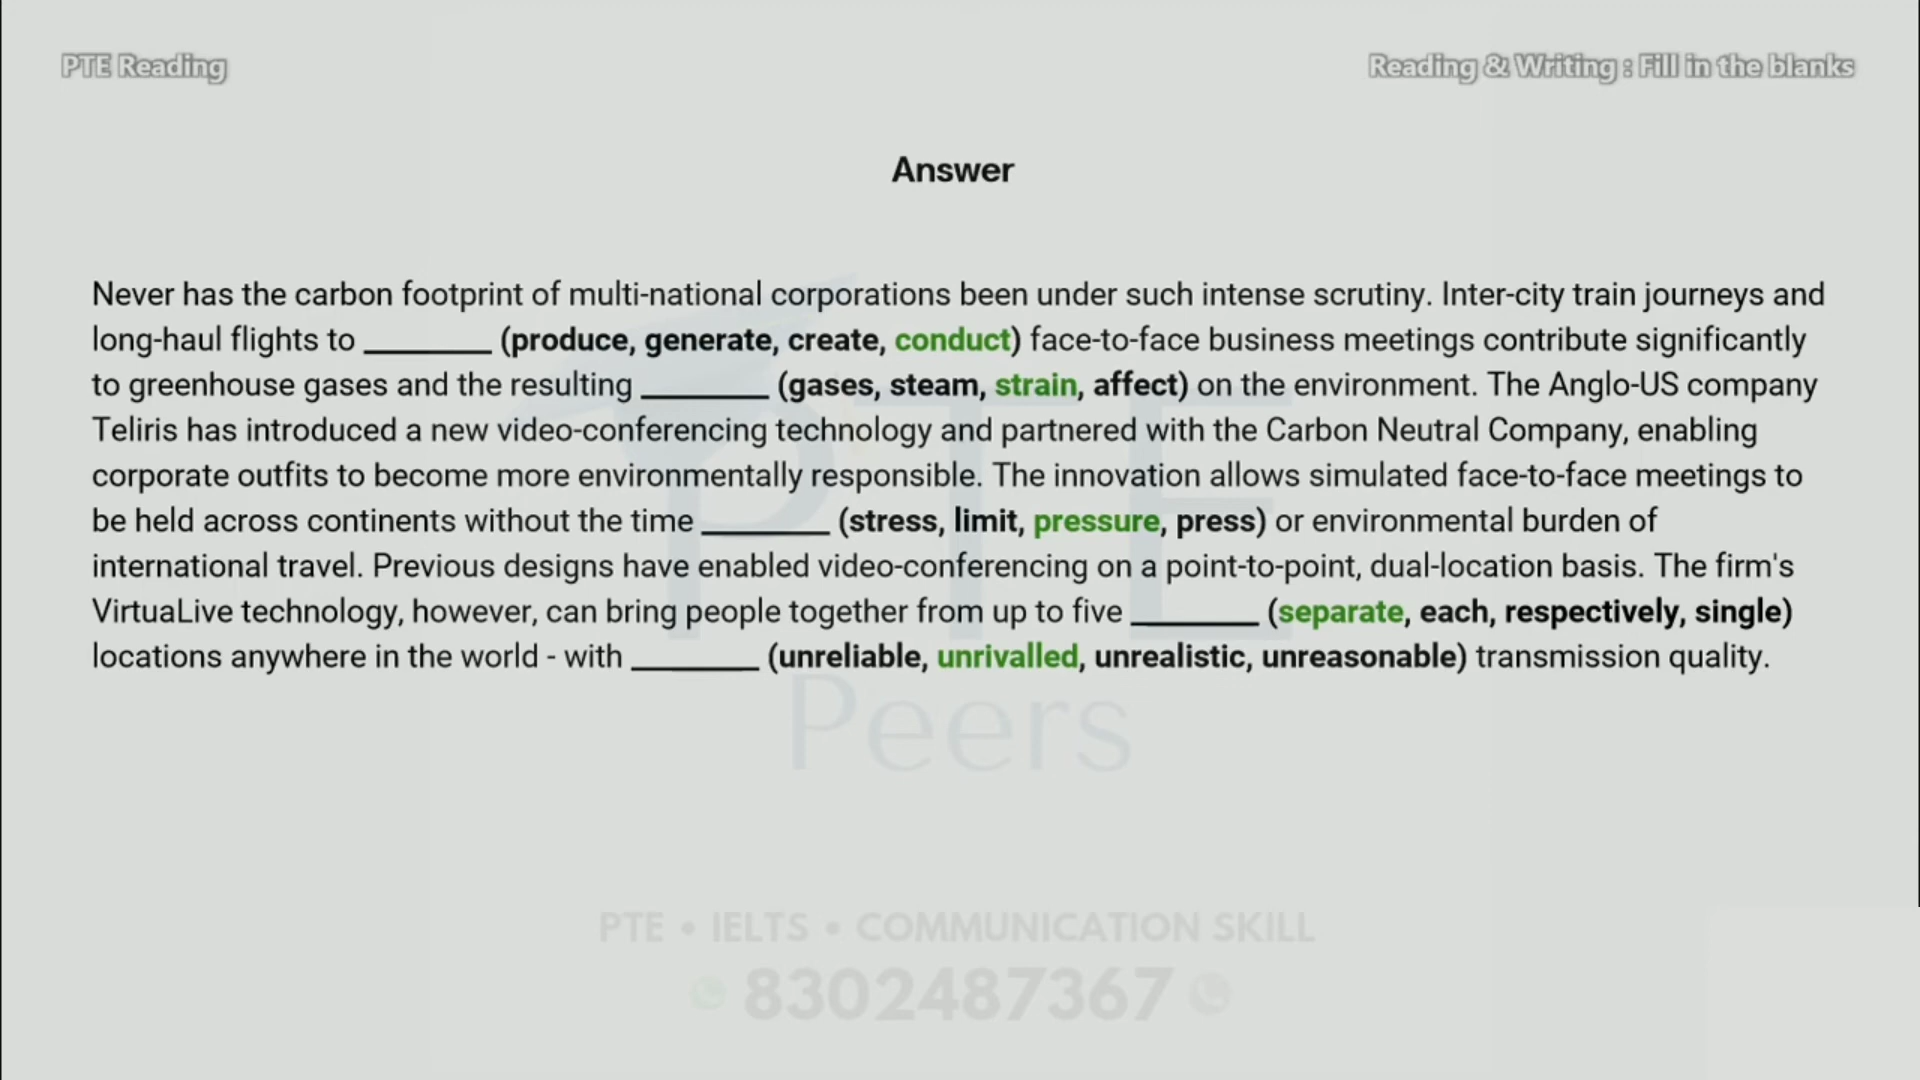 PTE Reading
Reading & Writing : Fill in the blanks
Answer
Never has the carbon footprint of multi-national corporations been under such intense scrutiny. Inter-city train journeys and
long-haul flights to ________ (produce, generate, create, conduct) face-to-face business meetings contribute significantly
to greenhouse gases and the resulting ________ (gases, steam, strain, affect) on the environment. The Anglo-US company
Teliris has introduced a new video-conferencing technology and partnered with the Carbon Neutral Company, enabling
corporate outfits to become more environmentally responsible. The innovation allows simulated face-to-face meetings to
be held across continents without the time ________ (stress, limit, pressure, press) or environmental burden of
international travel. Previous designs have enabled video-conferencing on a point-to-point, dual-location basis. The firm's
VirtuaLive technology, however, can bring people together from up to five ________ (separate, each, respectively, single)
locations anywhere in the world - with ________ (unreliable, unrivalled, unrealistic, unreasonable) transmission quality.
PTE
Peers
PTE • IELTS • COMMUNICATION SKILL
8302487367